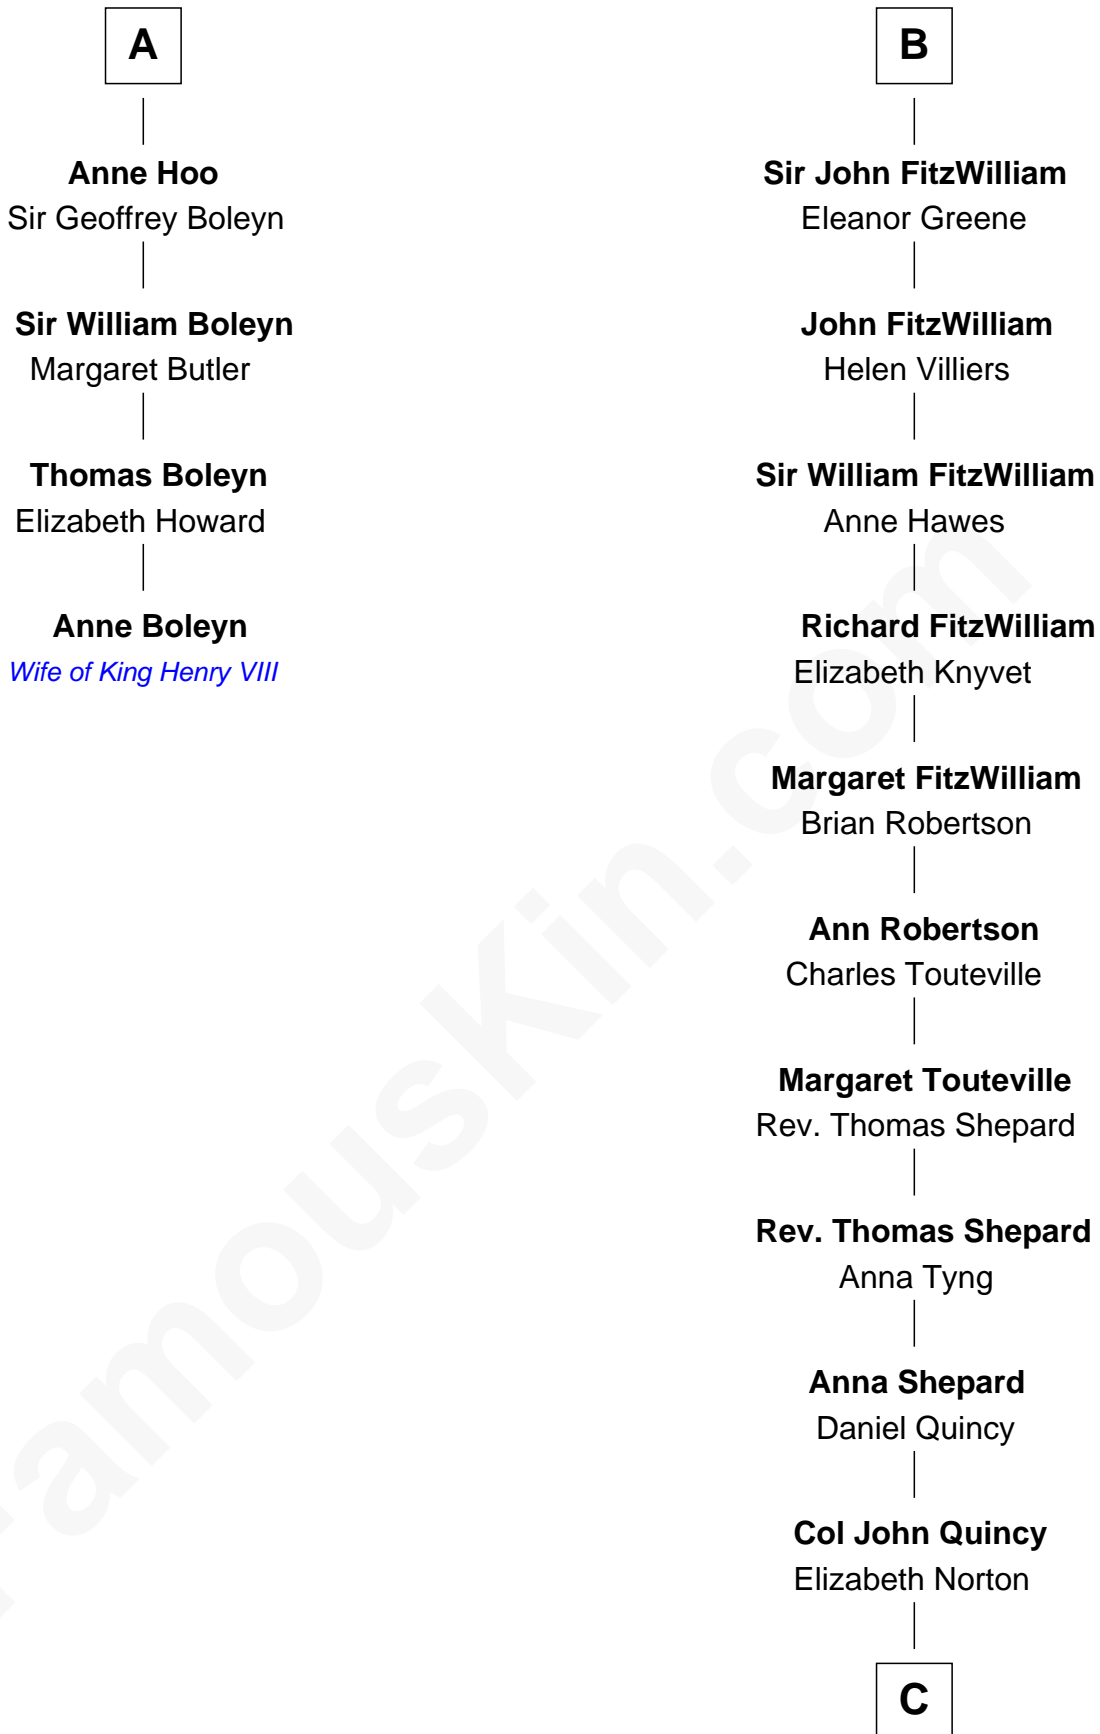 A
Anne Hoo
Sir Geoffrey Boleyn
Sir William Boleyn
Margaret Butler
Thomas Boleyn
Elizabeth Howard
Anne Boleyn
Wife of King Henry VIII
B
Sir John FitzWilliam
Eleanor Greene
John FitzWilliam
Helen Villiers
Sir William FitzWilliam
Anne Hawes
Richard FitzWilliam
Elizabeth Knyvet
Margaret FitzWilliam
Brian Robertson
Ann Robertson
Charles Touteville
Margaret Touteville
Rev. Thomas Shepard
Rev. Thomas Shepard
Anna Tyng
Anna Shepard
Daniel Quincy
Col John Quincy
Elizabeth Norton
C
FamousKin.com